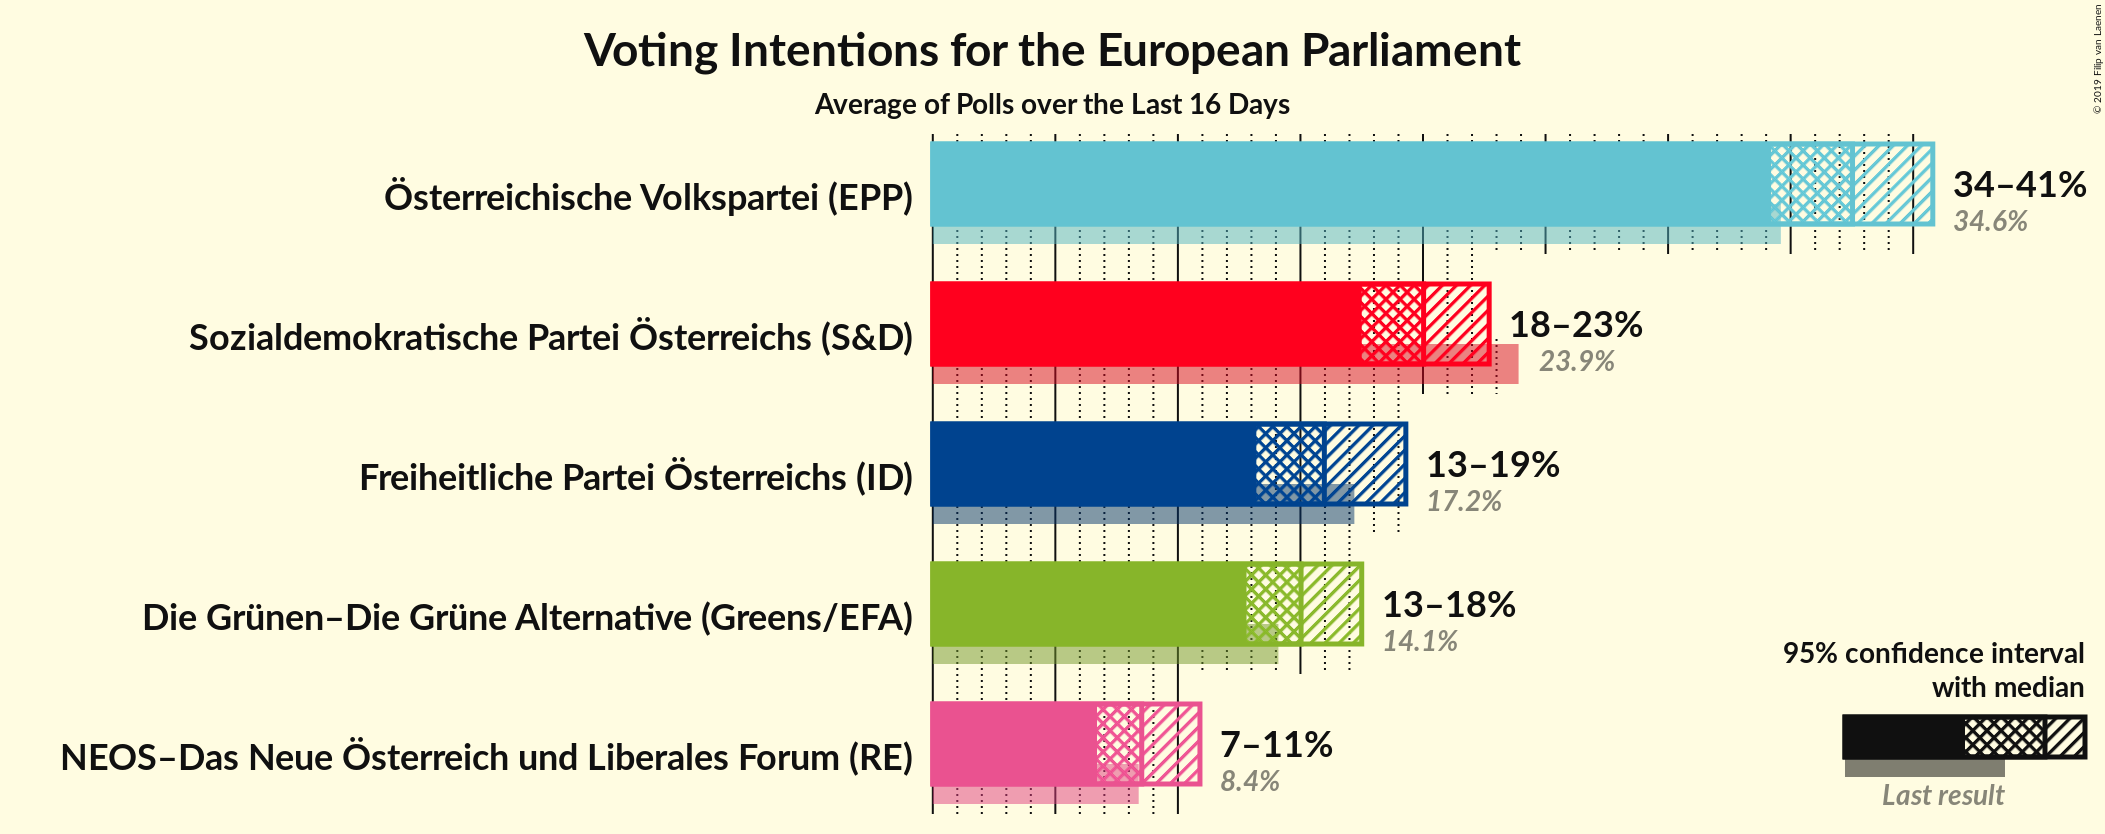 Voting Intentions for the European Parliament
Average of Polls over the Last 16 Days
© 2019 Filip van Laenen
Österreichische Volkspartei (EPP)
34–41%
34.6%
Sozialdemokratische Partei Österreichs (S&D)
18–23%
23.9%
Freiheitliche Partei Österreichs (ID)
13–19%
17.2%
Die Grünen–Die Grüne Alternative (Greens/EFA)
13–18%
14.1%
NEOS–Das Neue Österreich und Liberales Forum (RE)
7–11%
8.4%
95% confidence interval
with median
Last result